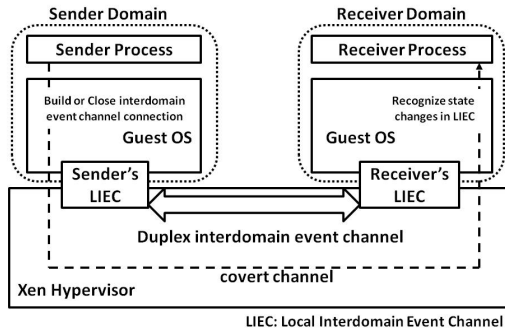 Sender Domain
Receiver Domain
Sender Process
Receiver Process
Build or Close interdomain
event channel connection
Guest OS
Recognize state
changes in LIEC
Guest OS
Sender's
LIEC
Receiver's
LIEC
Duplex interdomain event channel
covert channel
Xen Hypervisor
LIEC: Local Interdomain Event Channel